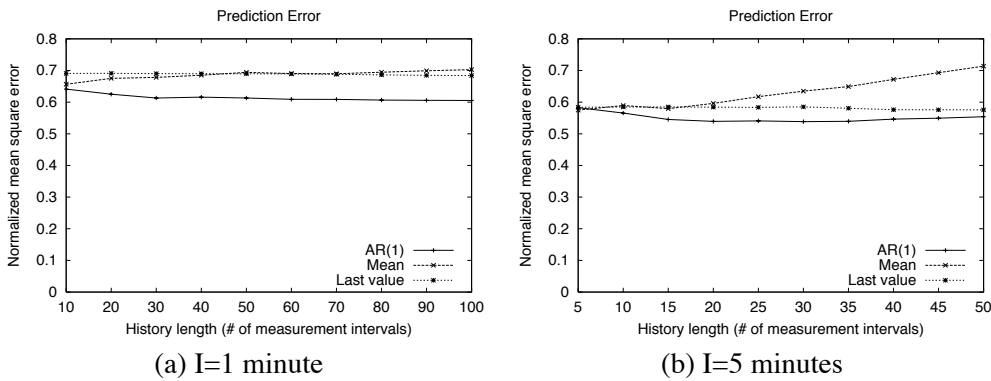 Prediction Error
Normalized mean square error
0.8
0.7
0.6
0.5
0.4
0.3
0.2
0.1
0
AR(1)
Mean
Last value
10 20 30 40 50 60 70 80 90 100
History length (# of measurement intervals)
(a) I=1 minute
Prediction Error
Normalized mean square error
0.8
0.7
0.6
0.5
0.4
0.3
0.2
0.1
0
AR(1)
Mean
Last value
5 10 15 20 25 30 35 40 45 50
History length (# of measurement intervals)
(b) I=5 minutes